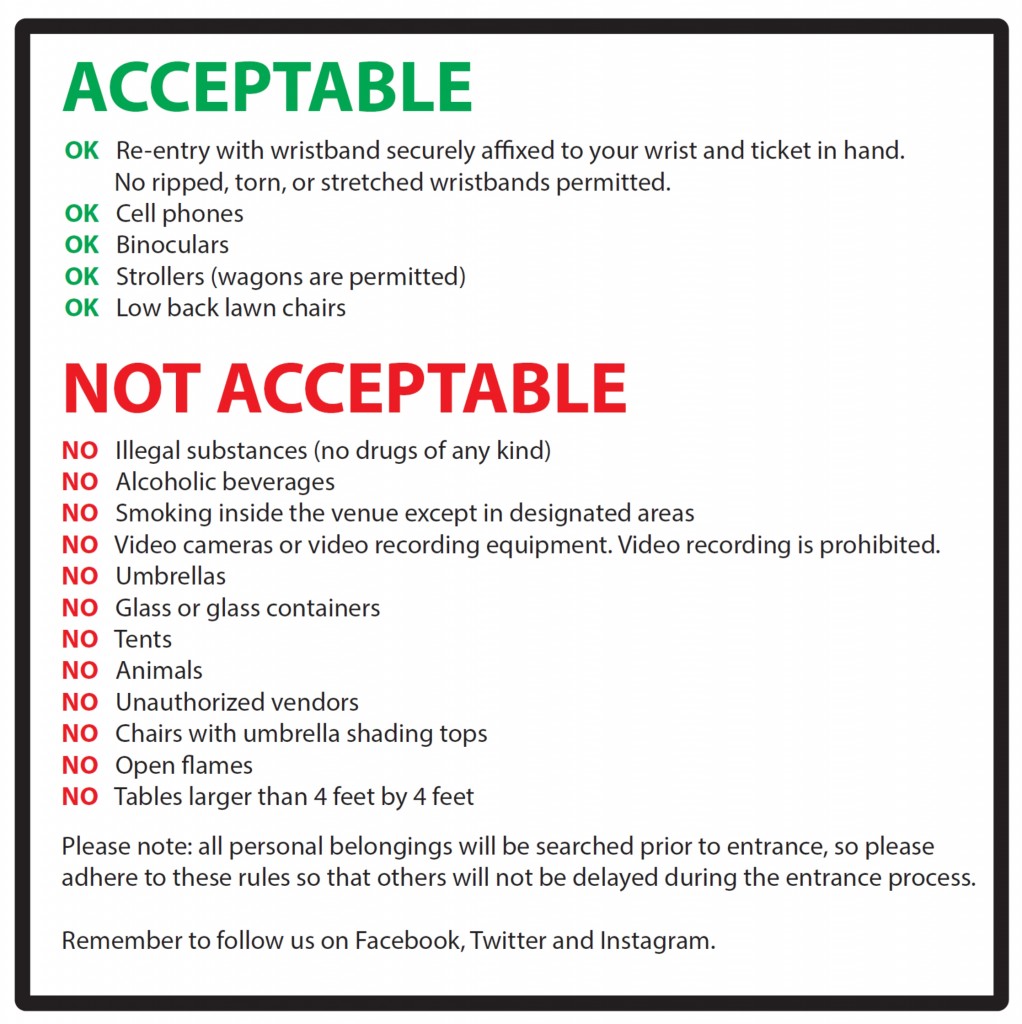 ACCEPTABLE
OK Re-entry with wristband securely affixed to your wrist and ticket in hand.
No ripped, torn, or stretched wristbands permitted.
OK Cell phones
OK Binoculars
OK Strollers (wagons are permitted)
OK Low back lawn chairs
NOT ACCEPTABLE
NO Illegal substances (no drugs of any kind)
NO Alcoholic beverages
NO Smoking inside the venue except in designated areas
NO Video cameras or video recording equipment. Video recording is prohibited.
NO Umbrellas
NO Glass or glass containers
NO Tents
NO Animals
NO Unauthorized vendors
NO Chairs with umbrella shading tops
NO Open flames
NO Tables larger than 4 feet by 4 feet
Please note: all personal belongings will be searched prior to entrance, so please
adhere to these rules so that others will not be delayed during the entrance process.
Remember to follow us on Facebook, Twitter and Instagram.